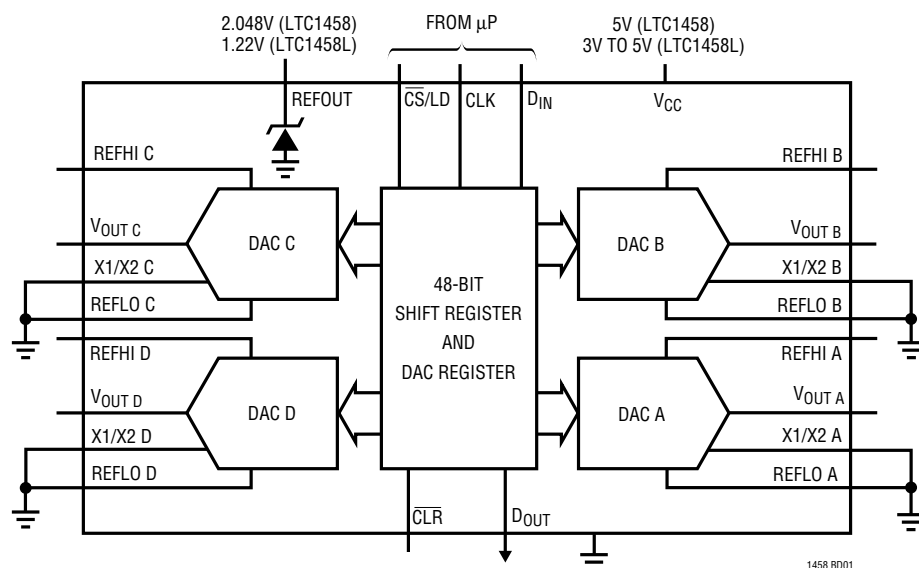 2.048V (LTC1458)
1.22V (LTC1458L)
FROM µP
5V (LTC1458)
3V TO 5V (LTC1458L)
REFOUT
CS/LD
CLK
DIN
VCC
REFHI C
VOUT C
X1/X2 C
REFLO C
DAC C
REFHI B
VOUT B
X1/X2 B
REFLO B
DAC B
48-BIT
SHIFT REGISTER
AND
DAC REGISTER
REFHI D
VOUT D
X1/X2 D
REFLO D
DAC D
REFHI A
VOUT A
X1/X2 A
REFLO A
DAC A
CLR
DOUT
1458 BD01